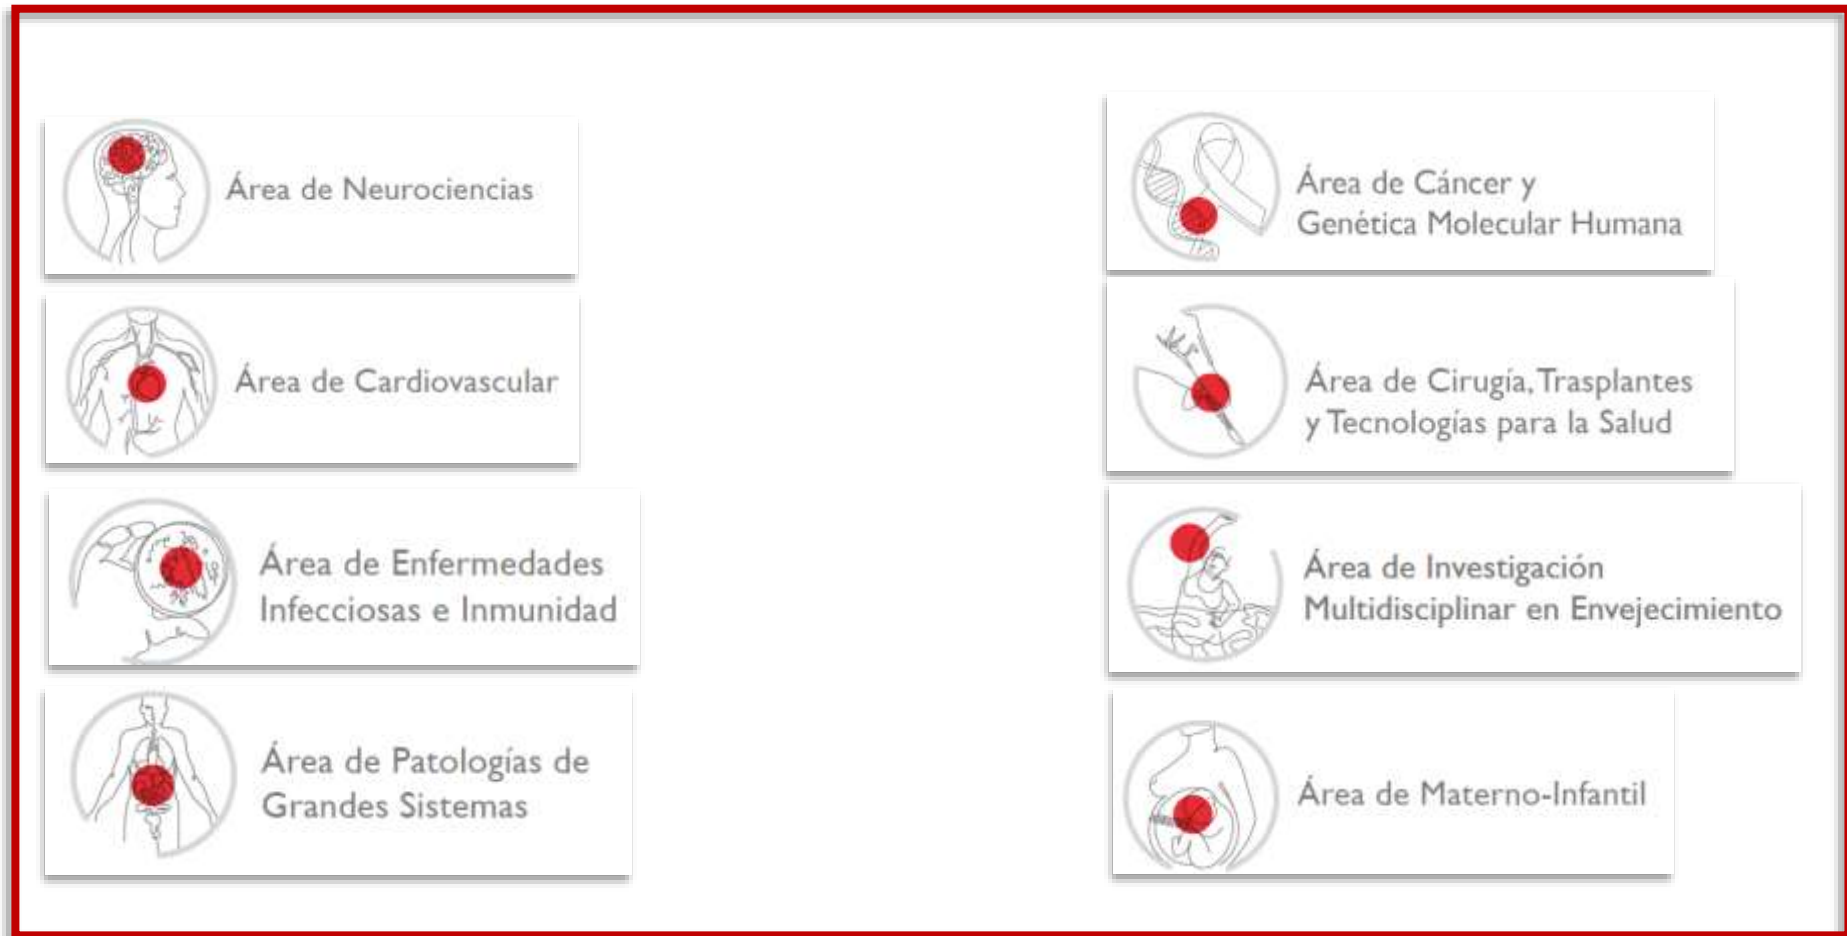 Área de Neurociencias
Área de Cardiovascular
Área de Enfermedades
Infecciosas e Inmunidad
Área de Patologías de
Grandes Sistemas
Área de Cáncer y
Genética Molecular Humana
Área de Cirugía, Trasplantes
y Tecnologías para la Salud
Área de Investigación
Multidisciplinar en Envejecimiento
Área de Materno-Infantil